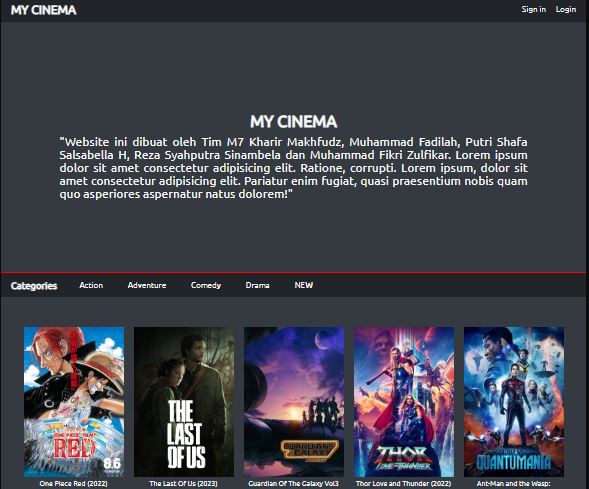 MY CINEMA
Sign in Login
MY CINEMA
"Website ini dibuat oleh Tim M7 Kharir Makhfudz, Muhammad Fadilah, Putri Shafa
Salsabella H, Reza Syahputra Sinambela dan Muhammad Fikri Zulfikar. Lorem ipsum
dolor sit amet consectetur adipisicing elit. Ratione, corrupti. Lorem ipsum, dolor sit
amet consectetur adipisicing elit. Pariatur enim fugiat, quasi praesentium nobis quam
quo asperiores aspernatur natus dolorem!"
Categories Action Adventure Comedy Drama NEW
ONE PIECE FILM
RED
8.6
THE
LAST
OF US
GUARDIANS
GALAXY
THOR
LOVE AND THUNDER
QUANTUMANIA
One Piece Red (2022) The Last Of Us (2023) Guardian Of The Galaxy Vol3 Thor Love and Thunder (2022) Ant-Man and the Wasp: